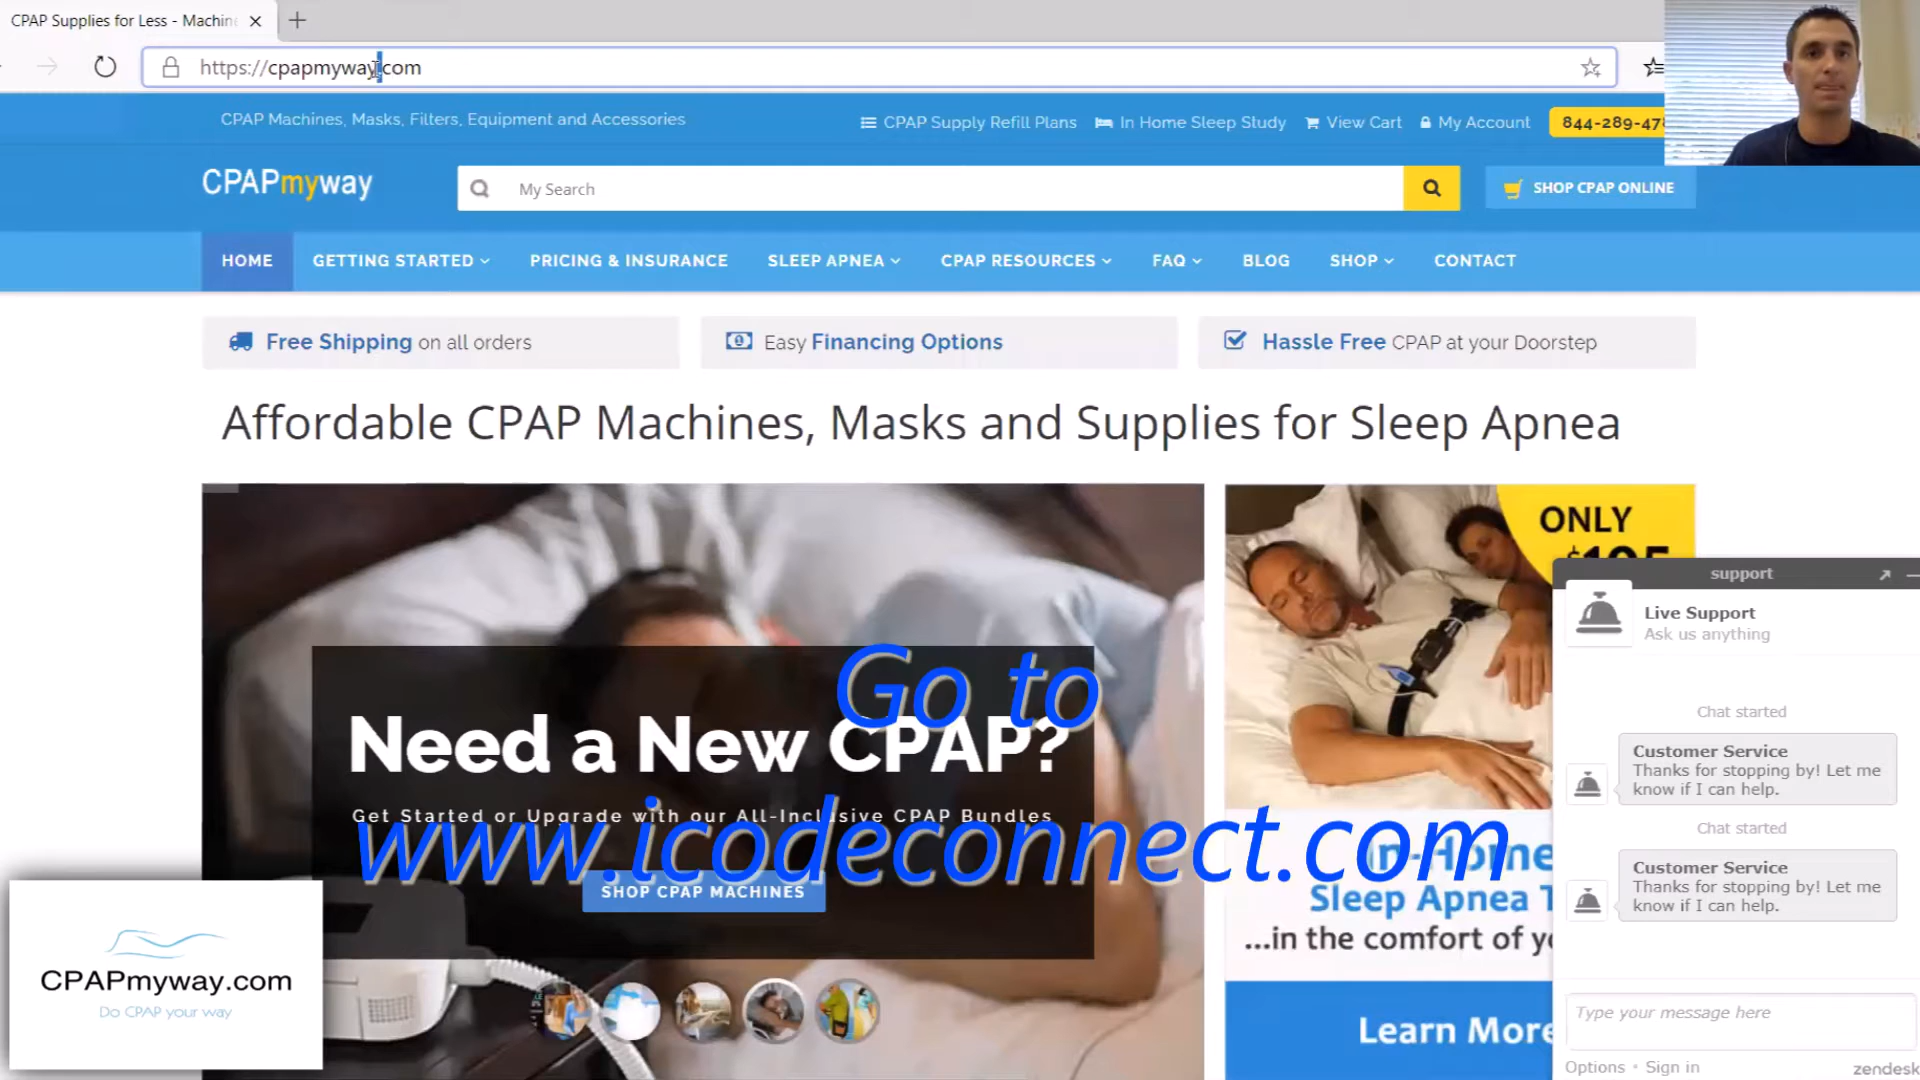 CPAP Supplies for Less - Machin
https://cpapmyway.com
CPAP Machines, Masks, Filters, Equipment and Accessories
CPAP Supply Refill Plans
In Home Sleep Study
View Cart
My Account
844-289-478
CPAPmyway
My Search
SHOP CPAP ONLINE
HOME
GETTING STARTED
PRICING & INSURANCE
SLEEP APNEA
CPAP RESOURCES
FAQ
BLOG
SHOP
CONTACT
Free Shipping on all orders
Easy Financing Options
Hassle Free CPAP at your Doorstep
Affordable CPAP Machines, Masks and Supplies for Sleep Apnea
Need a New CPAP?
Get Started or Upgrade with our All-Inclusive CPAP Bundles
SHOP CPAP MACHINES
Go to
www.icodeconnect.com
ONLY
In-Home
Sleep Apnea T
...in the comfort of yo
Learn More
support
Live Support
Ask us anything
Chat started
Customer Service
Thanks for stopping by! Let me
know if I can help.
Chat started
Customer Service
Thanks for stopping by! Let me
know if I can help.
Type your message here
Options • Sign in
zendesk
CPAPmyway.com
Do CPAP your way